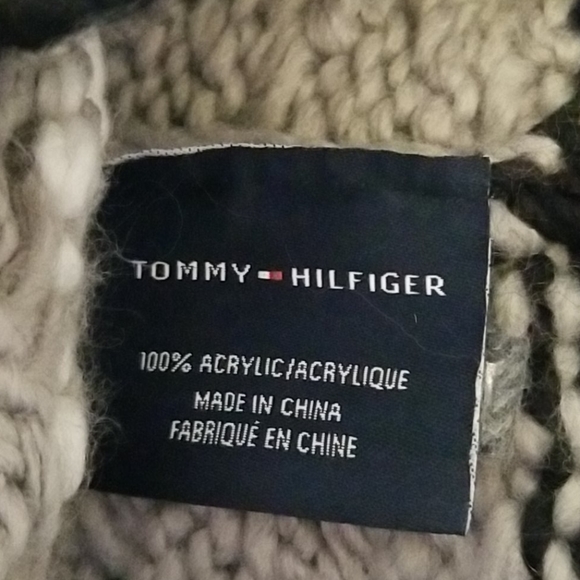 TOMMY HILFIGER
100% ACRYLIC/ACRYLIQUE
MADE IN CHINA
FABRIQUÉ EN CHINE